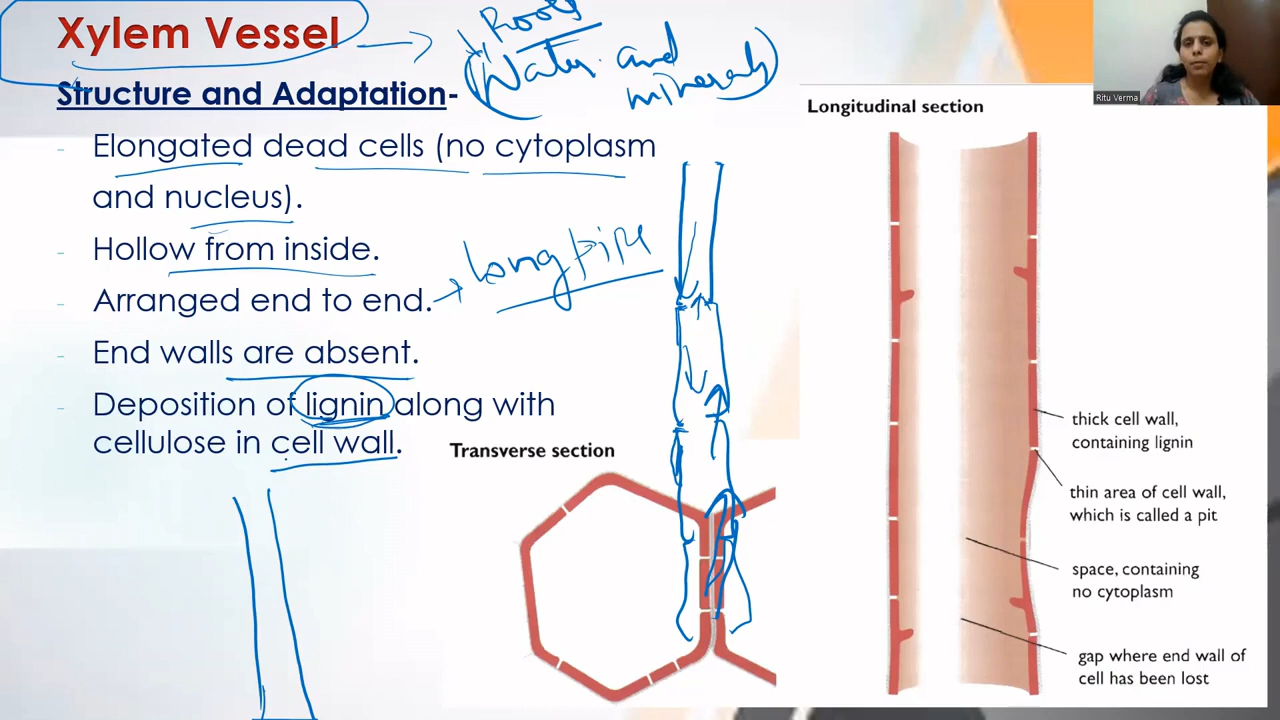 Xylem Vessel
Roots
(Water and
minerals)
Structure and Adaptation-
- Elongated dead cells (no cytoplasm
and nucleus).
- Hollow from inside.
- Arranged end to end.
long pipe
- End walls are absent.
- Deposition of lignin along with
cellulose in cell wall.
Transverse section
Ritu Verma
Longitudinal section
thick cell wall,
containing lignin
thin area of cell wall,
which is called a pit
space, containing
no cytoplasm
gap where end wall of
cell has been lost